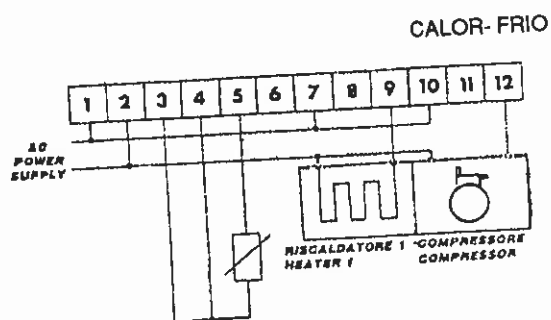 CALOR- FRIO
1 2 3 4 5 6 7 8 9 10 11 12
AC
POWER
SUPPLY
RISCALDATORE 1 -COMPRESSORE
HEATER 1 COMPRESSOR